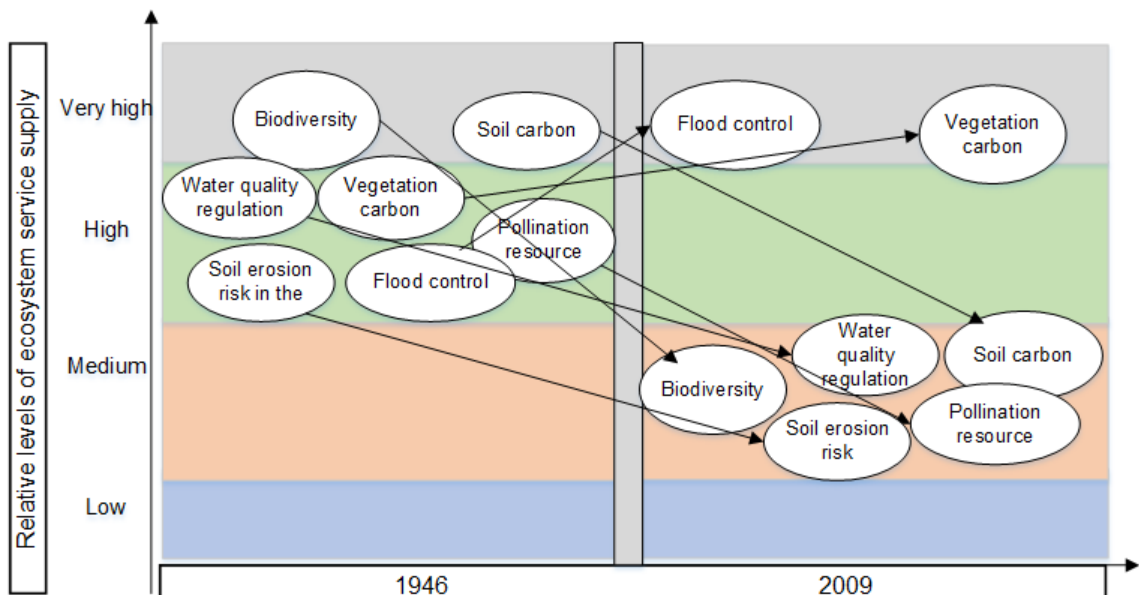 Relative levels of ecosystem service supply
Very high
High
Medium
Low
Biodiversity
Soil carbon
Water quality
regulation
Vegetation
carbon
Pollination
resource
Soil erosion
risk in the
Flood control
Flood control
Vegetation
carbon
Water
quality
regulation
Soil carbon
Biodiversity
Pollination
resource
Soil erosion
risk
1946
2009